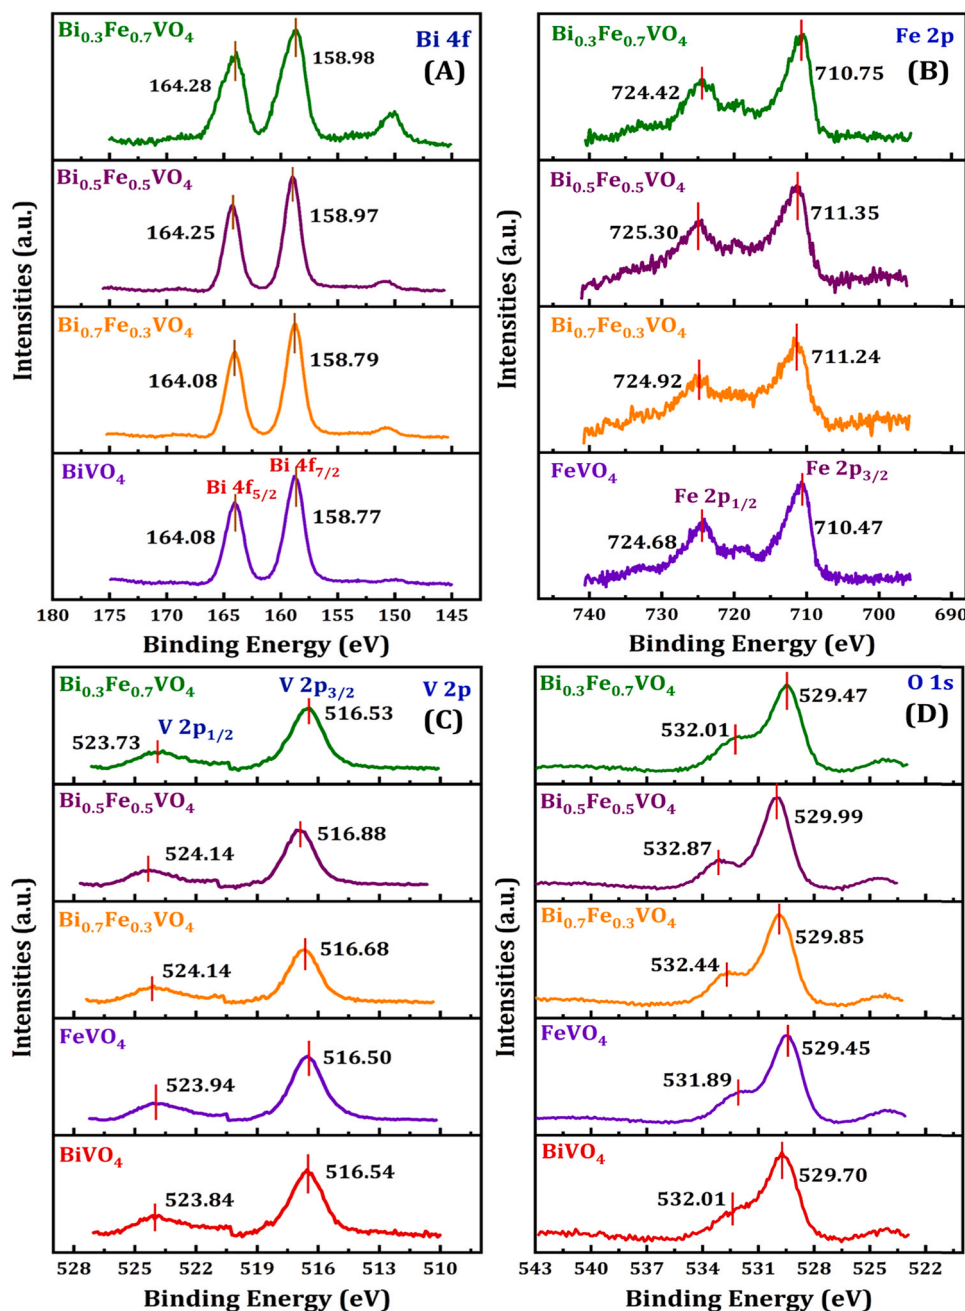 Bi₀.₃Fe₀.₇VO₄
Bi 4f
(A)
164.28
158.98
Bi₀.₅Fe₀.₅VO₄
164.25
158.97
Bi₀.₇Fe₀.₃VO₄
164.08
158.79
BiVO₄
Bi 4f₅/₂
Bi 4f₇/₂
164.08
158.77
Intensities (a.u.)
180 175 170 165 160 155 150 145
Binding Energy (eV)
Bi₀.₃Fe₀.₇VO₄
Fe 2p
(B)
724.42
710.75
Bi₀.₅Fe₀.₅VO₄
725.30
711.35
Bi₀.₇Fe₀.₃VO₄
724.92
711.24
FeVO₄
Fe 2p₁/₂
Fe 2p₃/₂
724.68
710.47
Intensities (a.u.)
740 730 720 710 700 690
Binding Energy (eV)
Bi₀.₃Fe₀.₇VO₄
V 2p₃/₂
V 2p
(C)
523.73
V 2p₁/₂
516.53
Bi₀.₅Fe₀.₅VO₄
524.14
516.88
Bi₀.₇Fe₀.₃VO₄
524.14
516.68
FeVO₄
523.94
516.50
BiVO₄
523.84
516.54
Intensities (a.u.)
528 525 522 519 516 513 510
Binding Energy (eV)
Bi₀.₃Fe₀.₇VO₄
O 1s
(D)
532.01
529.47
Bi₀.₅Fe₀.₅VO₄
532.87
529.99
Bi₀.₇Fe₀.₃VO₄
532.44
529.85
FeVO₄
531.89
529.45
BiVO₄
532.01
529.70
Intensities (a.u.)
543 540 537 534 531 528 525 522
Binding Energy (eV)